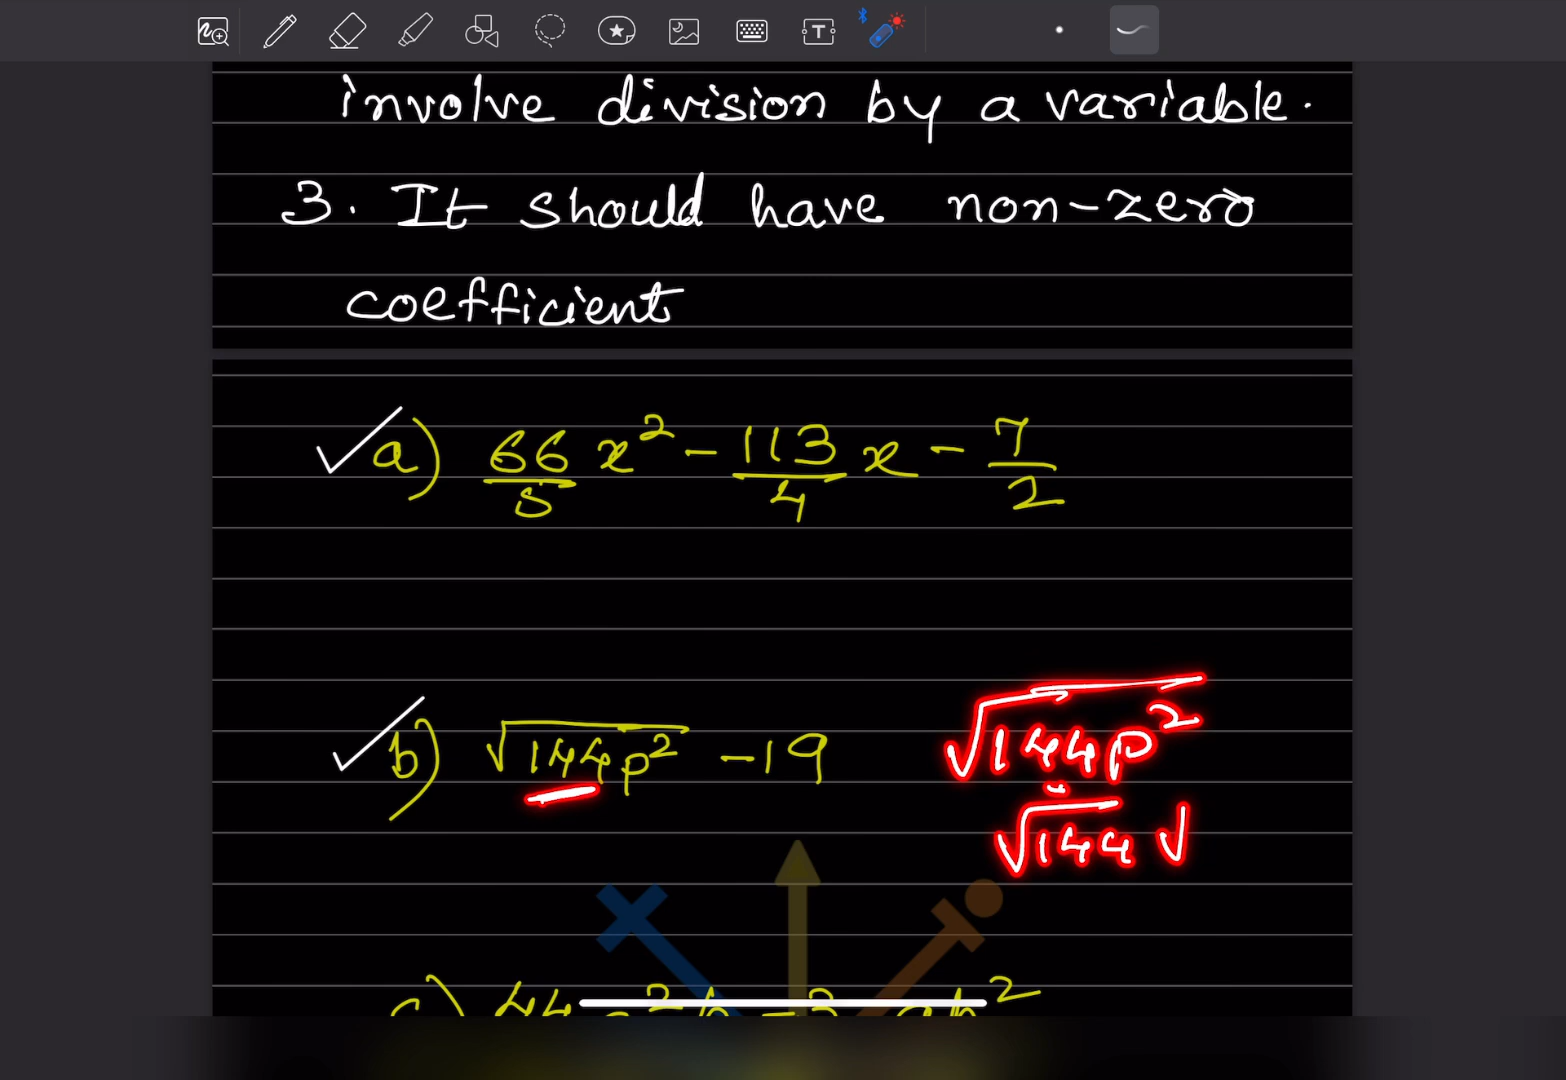 involve division by a variable.
3. It should have non-zero
coefficient
a) 66/5 x² - 113/4 x - 7/2
b) √144p² - 19
√144p²
√144 √